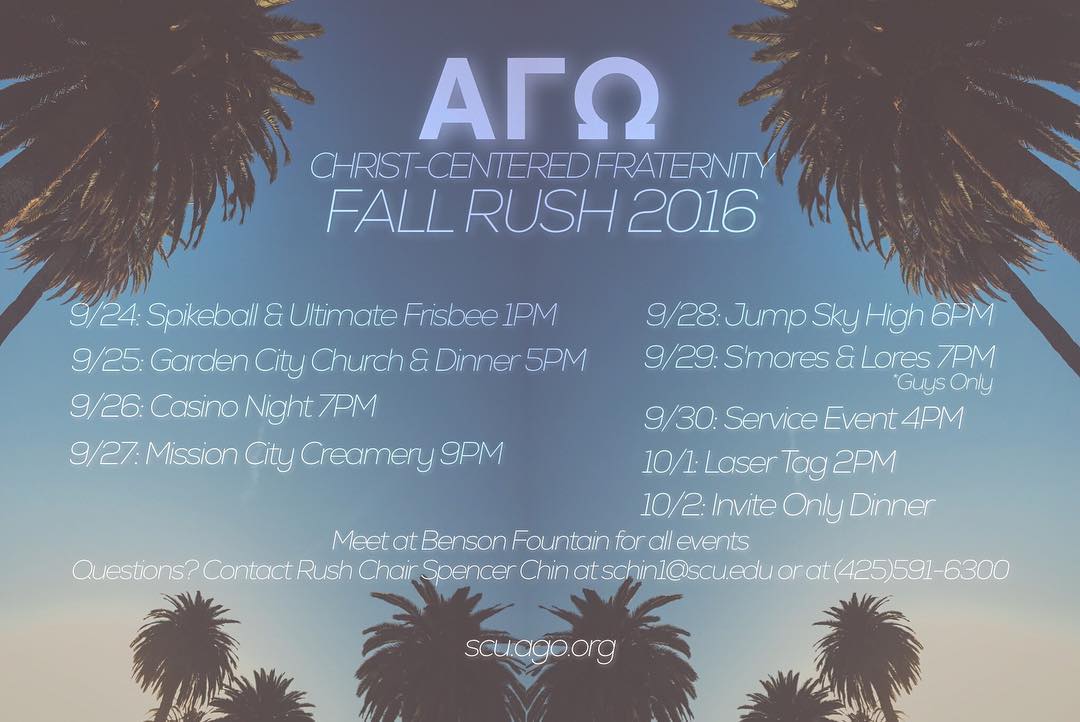 ΑΓΩ
CHRIST-CENTERED FRATERNITY
FALL RUSH 2016
9/24: Spikeball & Ultimate Frisbee 1PM
9/25: Garden City Church & Dinner 5PM
9/26: Casino Night 7PM
9/27: Mission City Creamery 9PM
9/28: Jump Sky High 6PM
9/29: S'mores & Lores 7PM
*Guys Only
9/30: Service Event 4PM
10/1: Laser Tag 2PM
10/2: Invite Only Dinner
Meet at Benson Fountain for all events
Questions? Contact Rush Chair Spencer Chin at schin1@scu.edu or at (425)591-6300
scu.ago.org